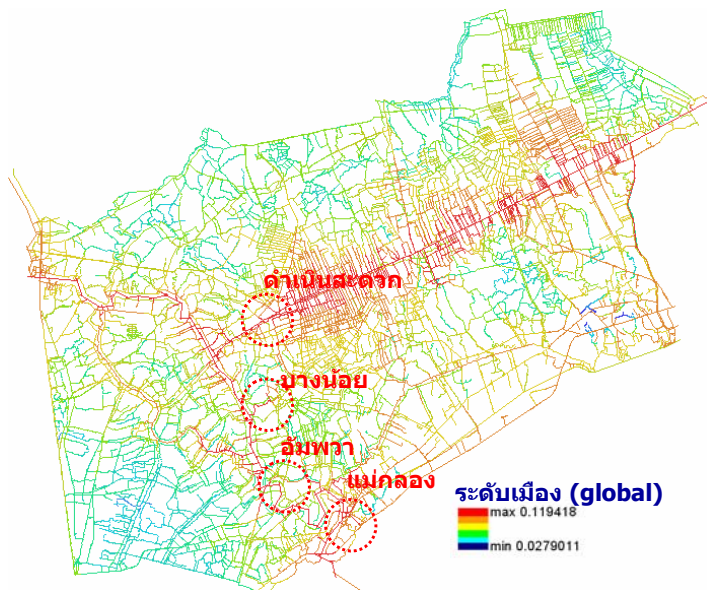 ดำเนินสะดวก
บางน้อย
อัมพวา
แม่กลอง
ระดับเมือง (global)
max 0.119418
min 0.0279011